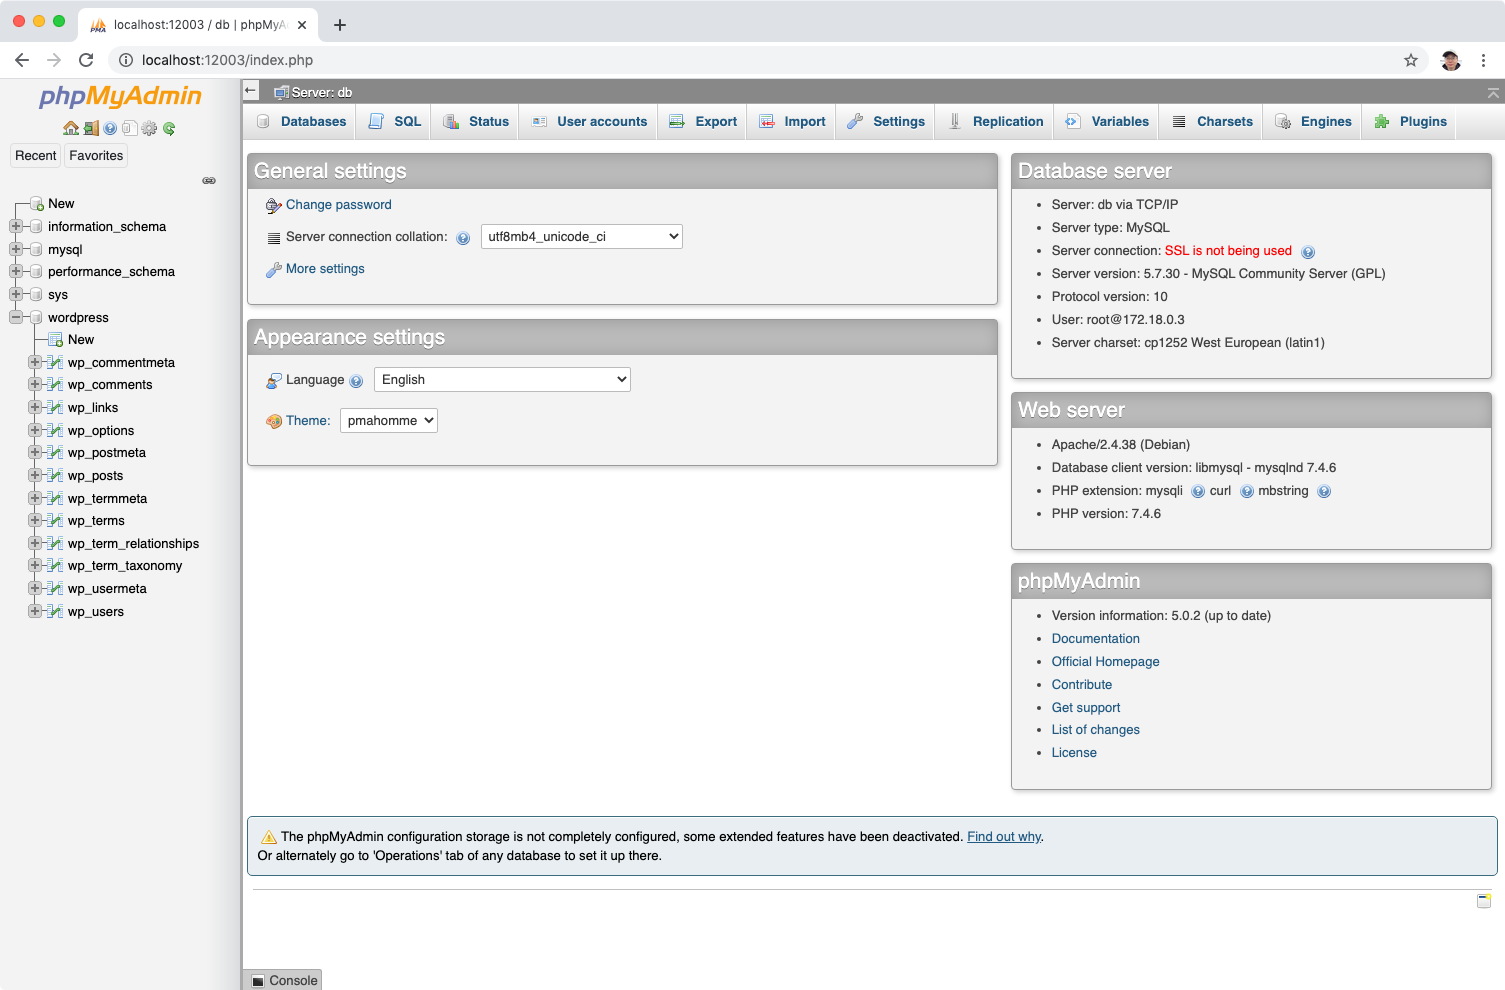 localhost:12003 / db | phpMyA
localhost:12003/index.php
phpMyAdmin
Recent
Favorites
New
information_schema
mysql
performance_schema
sys
wordpress
New
wp_commentmeta
wp_comments
wp_links
wp_options
wp_postmeta
wp_posts
wp_termmeta
wp_terms
wp_term_relationships
wp_term_taxonomy
wp_usermeta
wp_users
Server: db
Databases
SQL
Status
User accounts
Export
Import
Settings
Replication
Variables
Charsets
Engines
Plugins
General settings
Change password
Server connection collation:
utf8mb4_unicode_ci
More settings
Appearance settings
Language
English
Theme:
pmahomme
Database server
Server: db via TCP/IP
Server type: MySQL
Server connection: SSL is not being used
Server version: 5.7.30 - MySQL Community Server (GPL)
Protocol version: 10
User: root@172.18.0.3
Server charset: cp1252 West European (latin1)
Web server
Apache/2.4.38 (Debian)
Database client version: libmysql - mysqlnd 7.4.6
PHP extension: mysqli curl mbstring
PHP version: 7.4.6
phpMyAdmin
Version information: 5.0.2 (up to date)
Documentation
Official Homepage
Contribute
Get support
List of changes
License
The phpMyAdmin configuration storage is not completely configured, some extended features have been deactivated. Find out why.
Or alternately go to 'Operations' tab of any database to set it up there.
Console